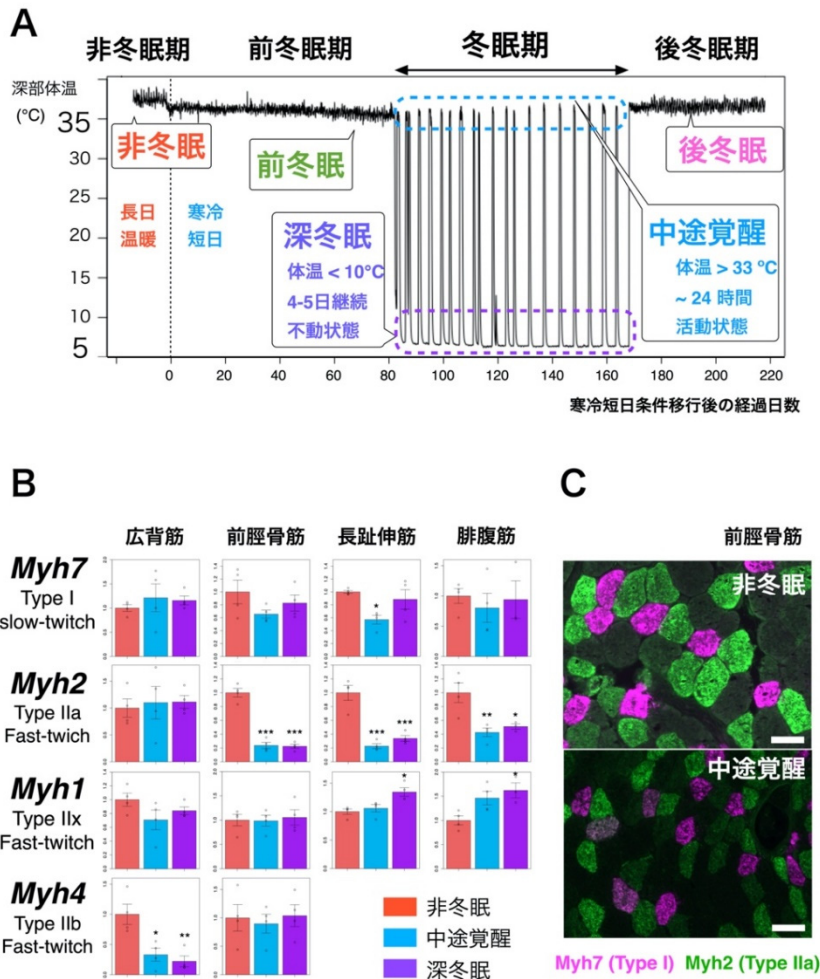 A
非冬眠期 前冬眠期 冬眠期 後冬眠期
深部体温
(°C)
35
30
25
20
15
10
5
非冬眠
前冬眠
後冬眠
長日 寒冷
温暖 短日
深冬眠
体温 < 10°C
4-5日継続
不動状態
中途覚醒
体温 > 33 °C
~ 24 時間
活動状態
0 20 40 60 80 100 120 140 160 180 200 220
寒冷短日条件移行後の経過日数
B
広背筋 前脛骨筋 長趾伸筋 腓腹筋
Myh7
Type I
slow-twitch
*
Myh2
Type IIa
Fast-twich
*** *** *** *** ** *
Myh1
Type IIx
Fast-twitch
* *
Myh4
Type IIb
Fast-twitch
* **
非冬眠
中途覚醒
深冬眠
C
前脛骨筋
非冬眠
中途覚醒
Myh7 (Type I) Myh2 (Type IIa)